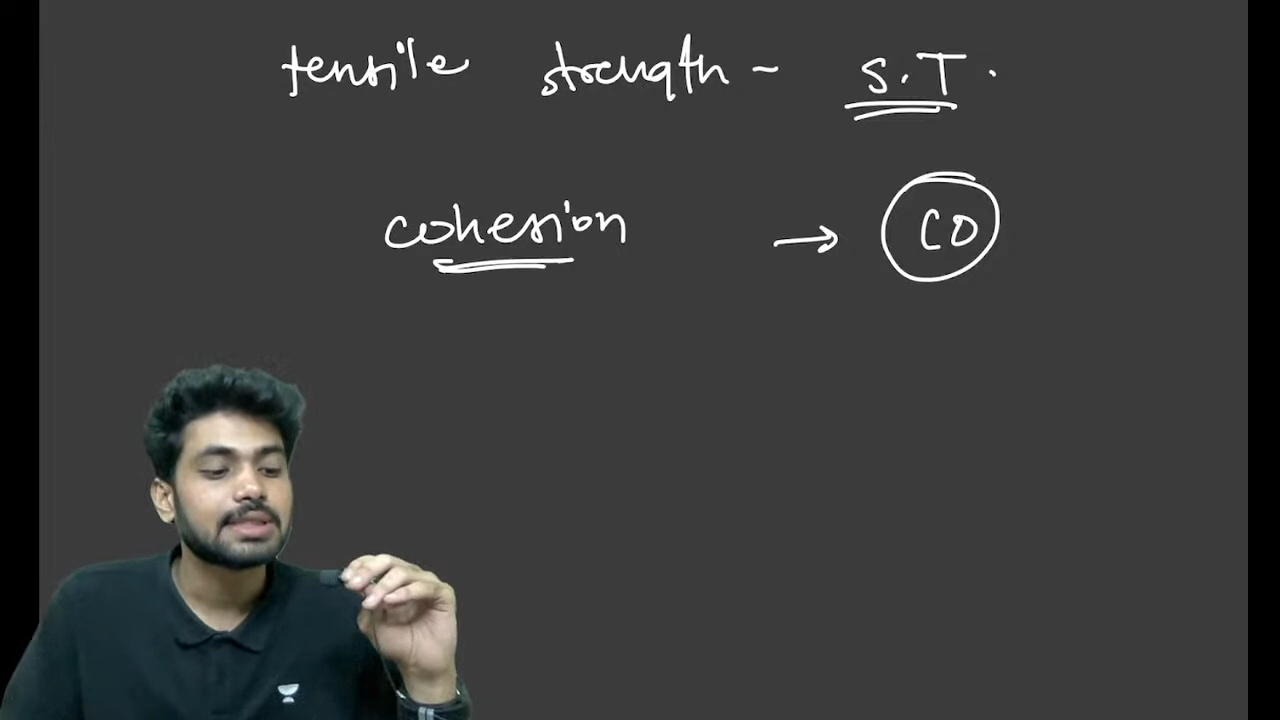 tensile strength - S.T.
cohesion → CO